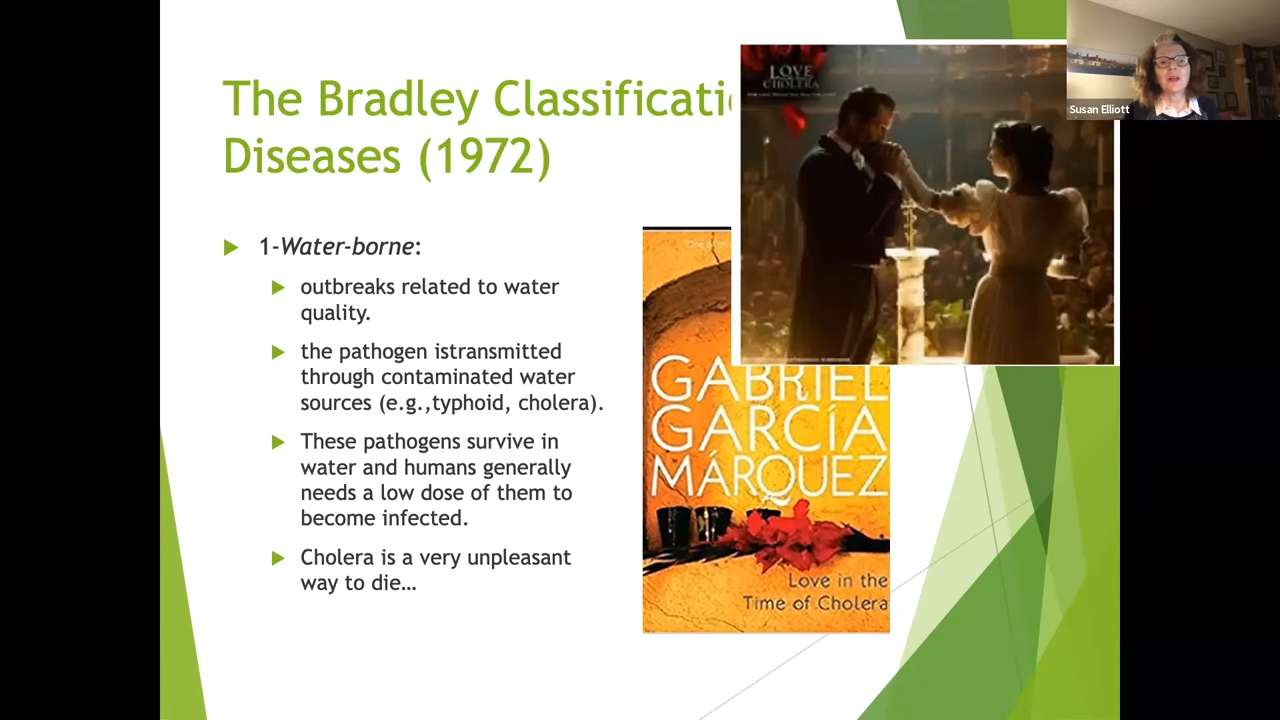 The Bradley Classificati
Diseases (1972)
1-Water-borne:
outbreaks related to water
quality.
the pathogen istransmitted
through contaminated water
sources (e.g.,typhoid, cholera).
These pathogens survive in
water and humans generally
needs a low dose of them to
become infected.
Cholera is a very unpleasant
way to die…
LOVE
CHOLERA
GABRIEL
GARCÍA
MÁRQUEZ
Love in the
Time of Cholera
Susan Elliott